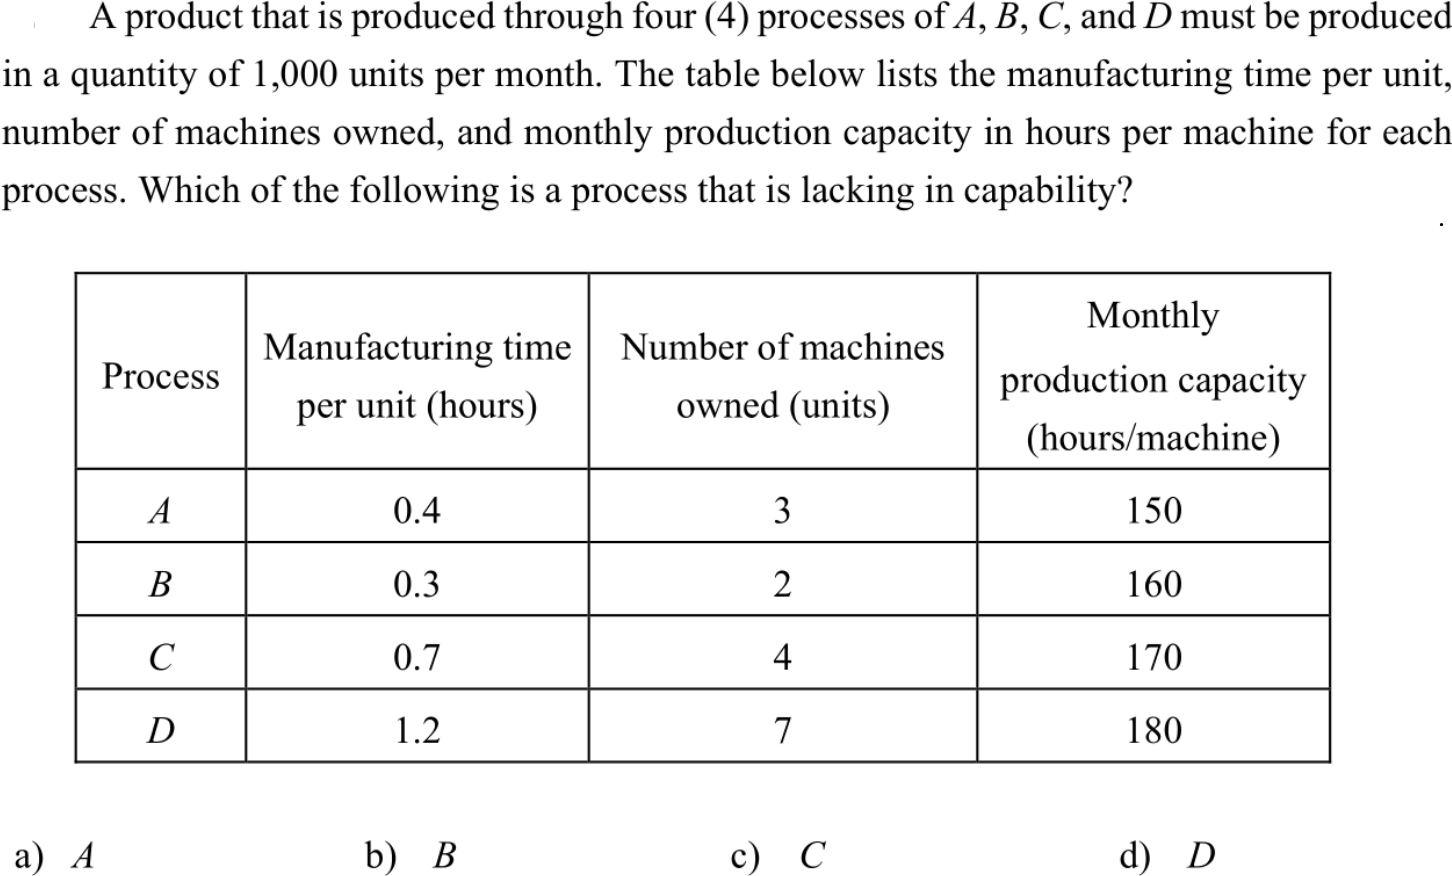 A product that is produced through four (4) processes of A, B, C, and D must be produced
in a quantity of 1,000 units per month. The table below lists the manufacturing time per unit,
number of machines owned, and monthly production capacity in hours per machine for each
process. Which of the following is a process that is lacking in capability?
Process
Manufacturing time
per unit (hours)
Number of machines
owned (units)
Monthly
production capacity
(hours/machine)
A 0.4 3 150
B 0.3 2 160
C 0.7 4 170
D 1.2 7 180
a) A b) B c) C d) D